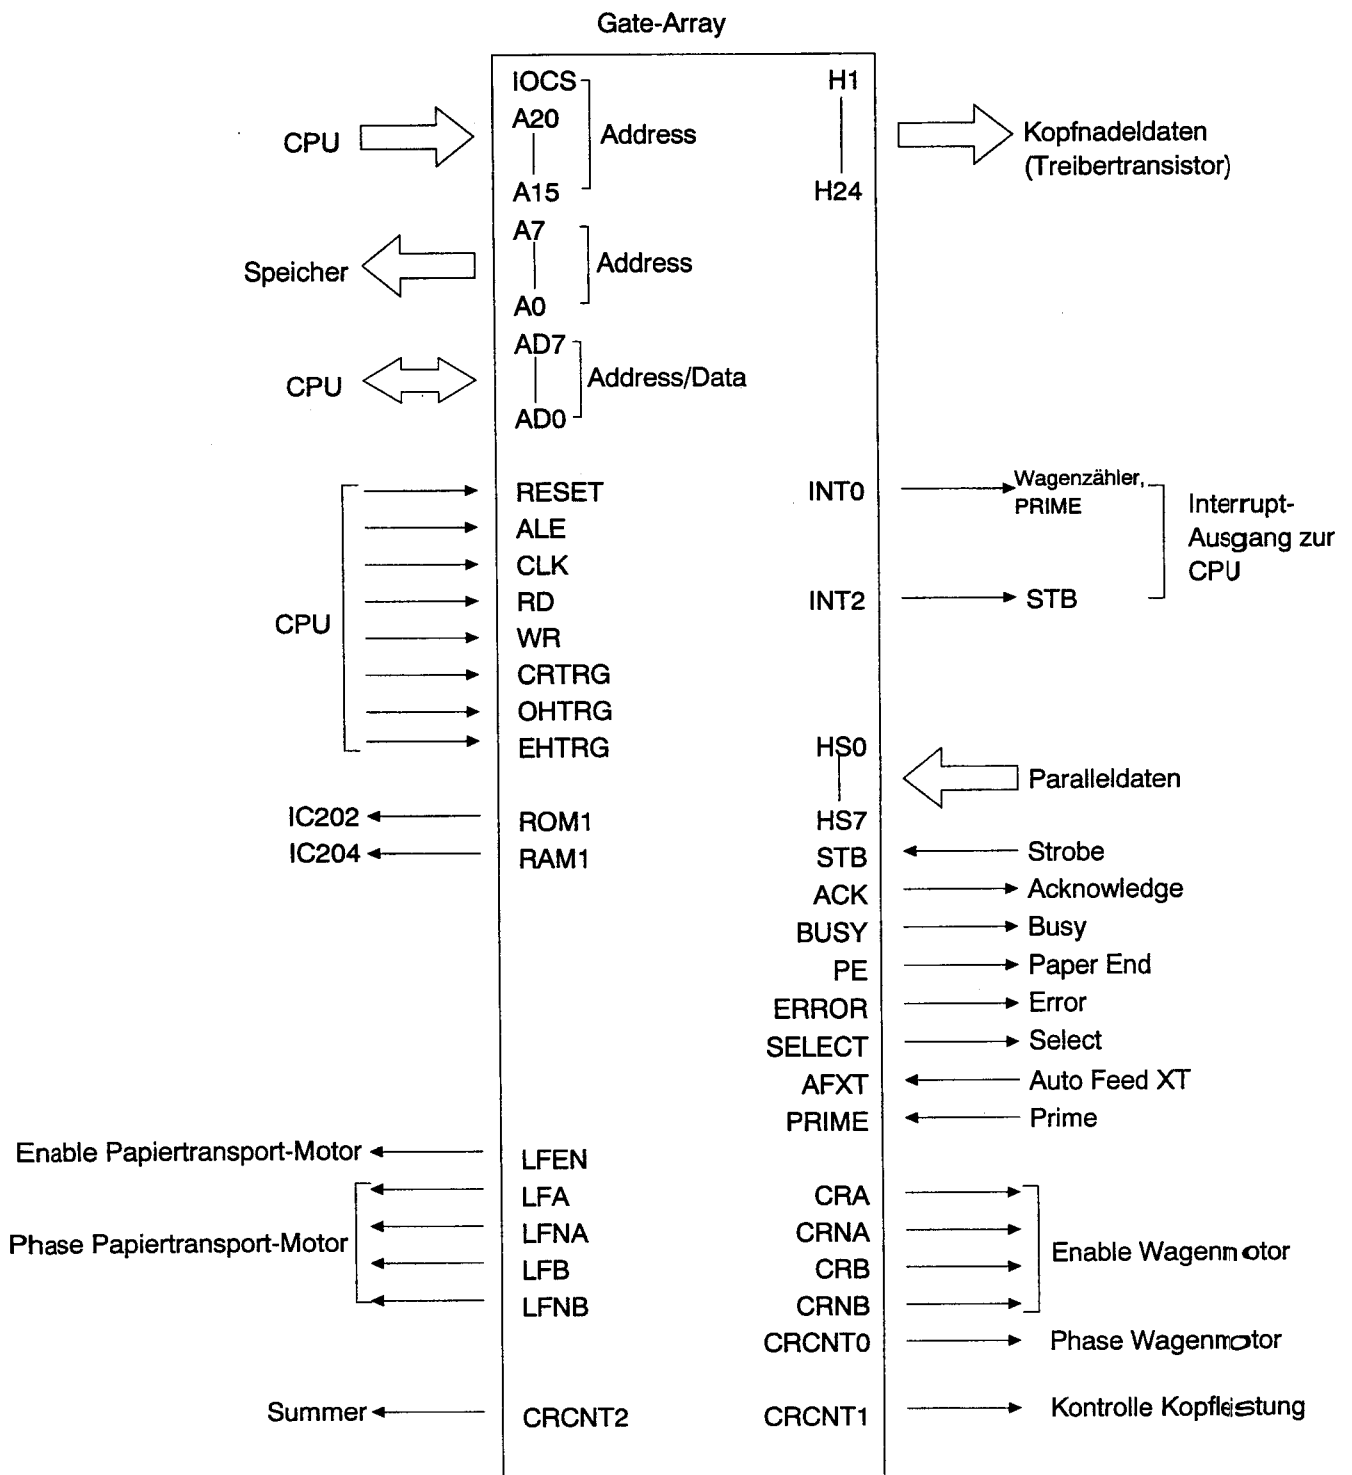 Gate-Array
IOCS
A20
A15
Address
CPU
H1
H24
Kopfnadeldaten
(Treibertransistor)
A7
A0
Address
Speicher
AD7
AD0
Address/Data
CPU
CPU
RESET
ALE
CLK
RD
WR
CRTRG
OHTRG
EHTRG
INT0
Wagenzähler,
PRIME
INT2
STB
Interrupt-
Ausgang zur
CPU
HS0
HS7
Paralleldaten
IC202
ROM1
IC204
RAM1
STB
Strobe
ACK
Acknowledge
BUSY
Busy
PE
Paper End
ERROR
Error
SELECT
Select
AFXT
Auto Feed XT
PRIME
Prime
Enable Papiertransport-Motor
LFEN
Phase Papiertransport-Motor
LFA
LFNA
LFB
LFNB
CRA
CRNA
CRB
CRNB
Enable Wagenmotor
CRCNT0
Phase Wagenmotor
Summer
CRCNT2
CRCNT1
Kontrolle Kopfleistung